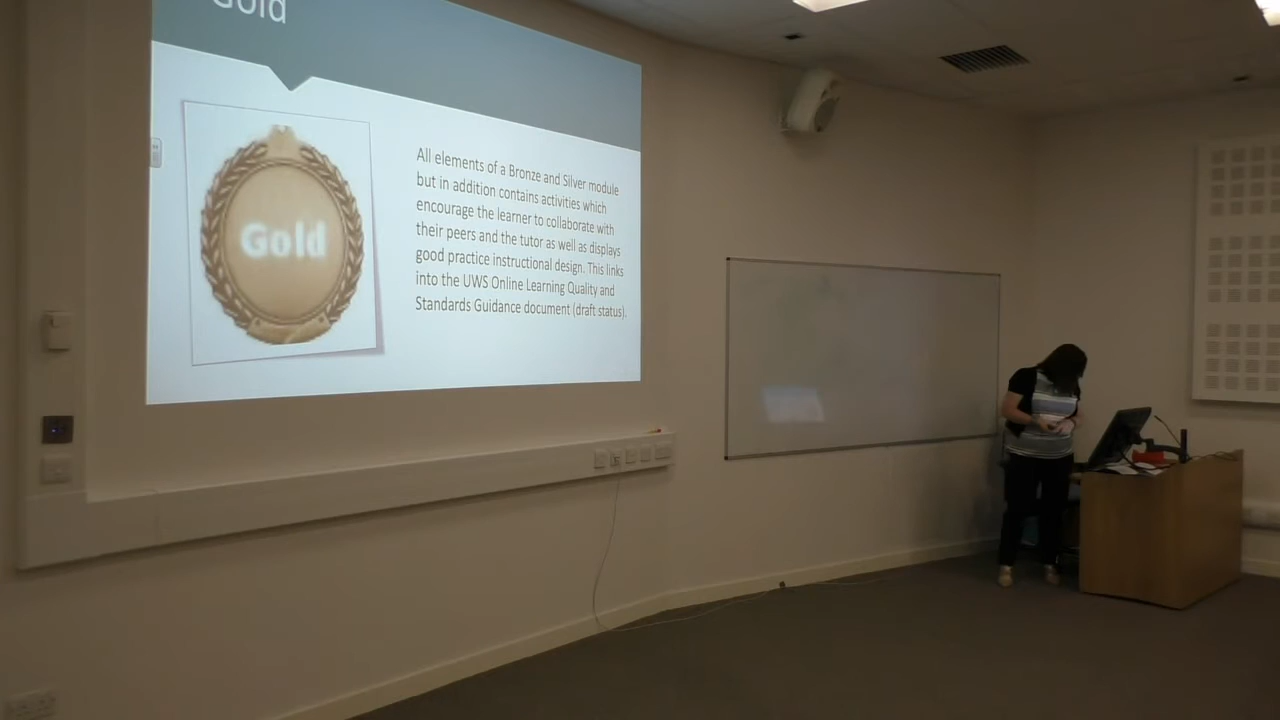 Gold
Gold
All elements of a Bronze and Silver module
but in addition contains activities which
encourage the learner to collaborate with
their peers and the tutor as well as displays
good practice instructional design. This links
into the UWS Online Learning Quality and
Standards Guidance document (draft status).